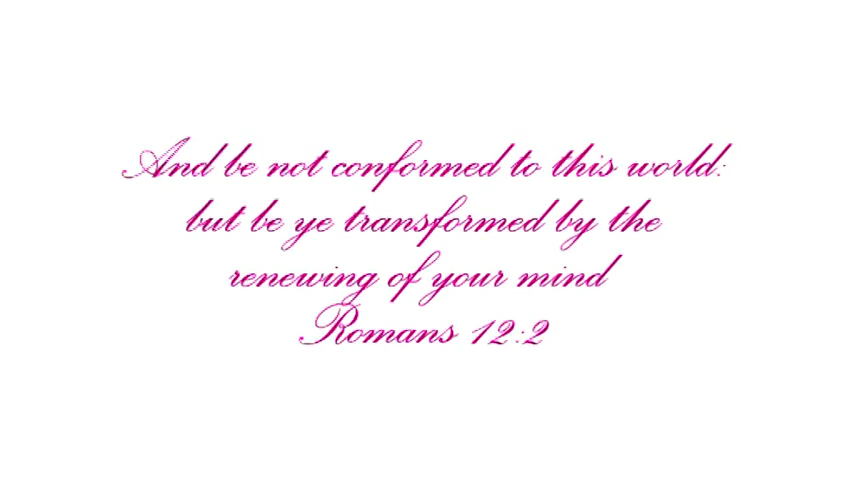 And be not conformed to this world:
but be ye transformed by the
renewing of your mind
Romans 12:2